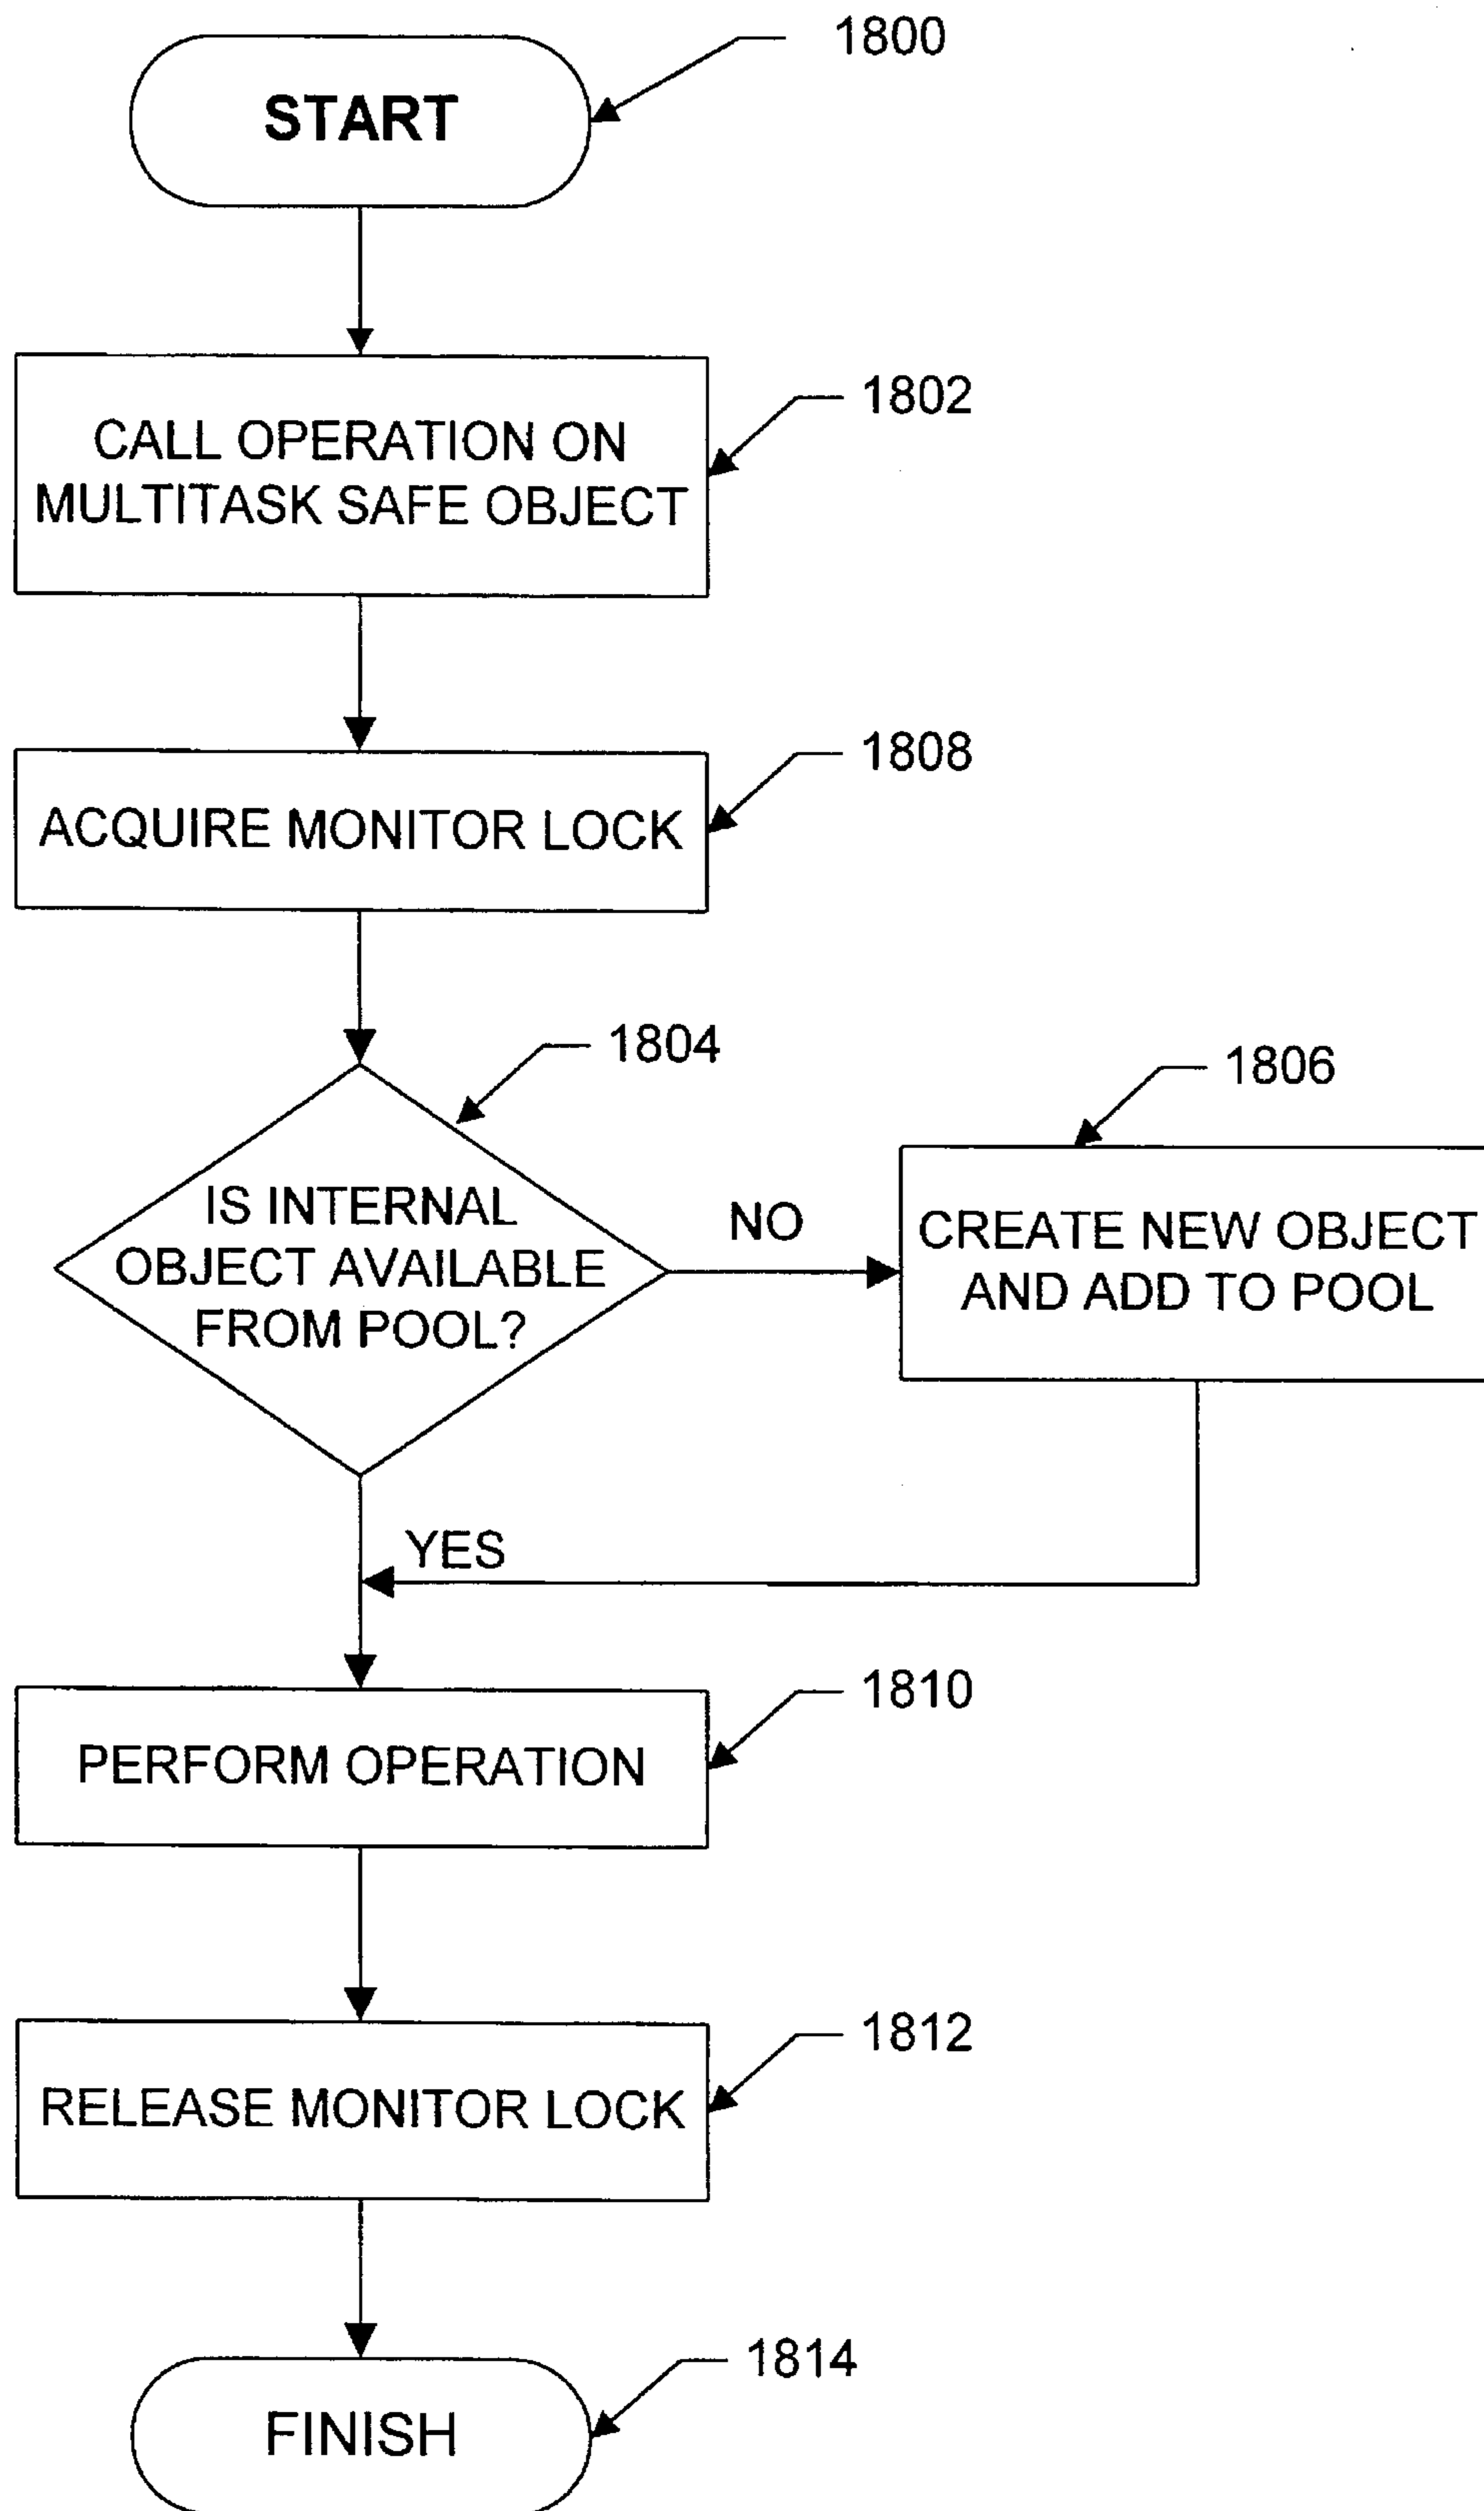 1800
START
1802
CALL OPERATION ON
MULTITASK SAFE OBJECT
1808
ACQUIRE MONITOR LOCK
1804
1806
IS INTERNAL
OBJECT AVAILABLE
FROM POOL?
NO
CREATE NEW OBJECT
AND ADD TO POOL
YES
1810
PERFORM OPERATION
1812
RELEASE MONITOR LOCK
1814
FINISH